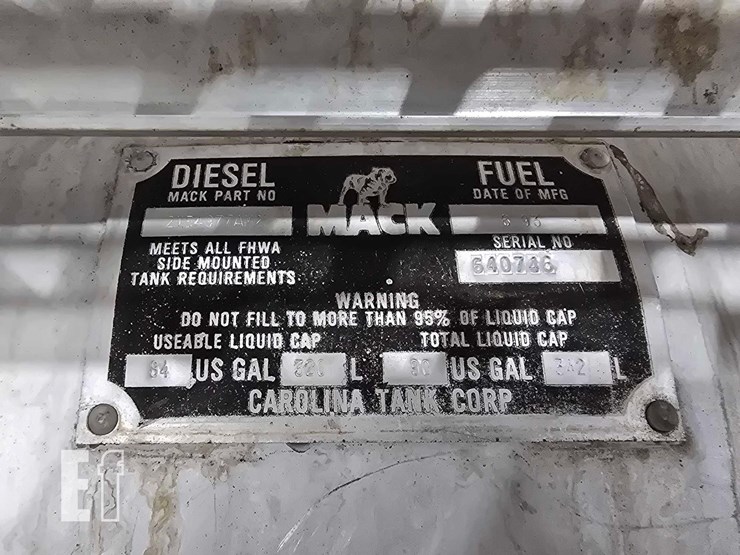 DIESEL FUEL
MACK PART NO DATE OF MFG
MACK
MEETS ALL FHWA
SIDE MOUNTED
TANK REQUIREMENTS
SERIAL NO
WARNING
DO NOT FILL TO MORE THAN 95% OF LIQUID CAP
USEABLE LIQUID CAP TOTAL LIQUID CAP
US GAL L US GAL 342 L
CAROLINA TANK CORP
Ef